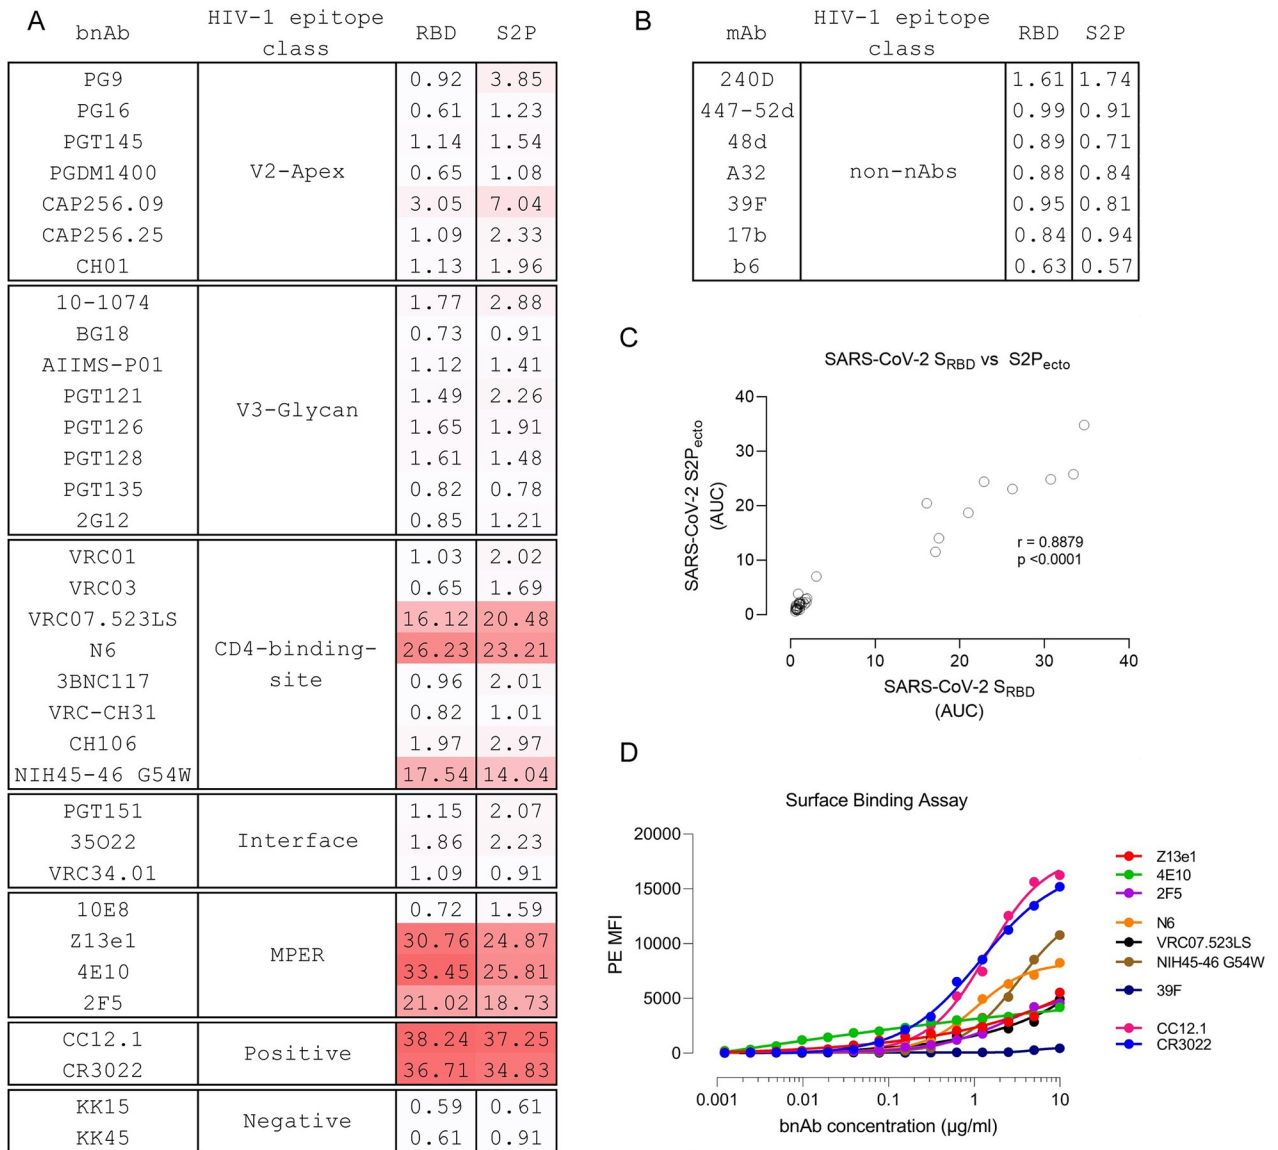 A
bnAb HIV-1 epitope class RBD S2P
PG9 0.92 3.85
PG16 0.61 1.23
PGT145 1.14 1.54
PGDM1400 V2-Apex 0.65 1.08
CAP256.09 3.05 7.04
CAP256.25 1.09 2.33
CH01 1.13 1.96
10-1074 1.77 2.88
BG18 0.73 0.91
AIIMS-P01 1.12 1.41
PGT121 V3-Glycan 1.49 2.26
PGT126 1.65 1.91
PGT128 1.61 1.48
PGT135 0.82 0.78
2G12 0.85 1.21
VRC01 1.03 2.02
VRC03 0.65 1.69
VRC07.523LS 16.12 20.48
N6 CD4-binding- 26.23 23.21
3BNC117 site 0.96 2.01
VRC-CH31 0.82 1.01
CH106 1.97 2.97
NIH45-46 G54W 17.54 14.04
PGT151 1.15 2.07
35O22 Interface 1.86 2.23
VRC34.01 1.09 0.91
10E8 0.72 1.59
Z13e1 MPER 30.76 24.87
4E10 33.45 25.81
2F5 21.02 18.73
CC12.1 Positive 38.24 37.25
CR3022 36.71 34.83
KK15 Negative 0.59 0.61
KK45 0.61 0.91
B
mAb HIV-1 epitope class RBD S2P
240D 1.61 1.74
447-52d 0.99 0.91
48d 0.89 0.71
A32 non-nAbs 0.88 0.84
39F 0.95 0.81
17b 0.84 0.94
b6 0.63 0.57
C
SARS-CoV-2 SRBD vs S2Pecto
SARS-CoV-2 S2Pecto
(AUC)
40
30
20
10
0
r = 0.8879
p <0.0001
0 10 20 30 40
SARS-CoV-2 SRBD
(AUC)
D
Surface Binding Assay
PE MFI
20000
15000
10000
5000
0
0.001 0.01 0.1 1 10
bnAb concentration (μg/ml)
Z13e1
4E10
2F5
N6
VRC07.523LS
NIH45-46 G54W
39F
CC12.1
CR3022